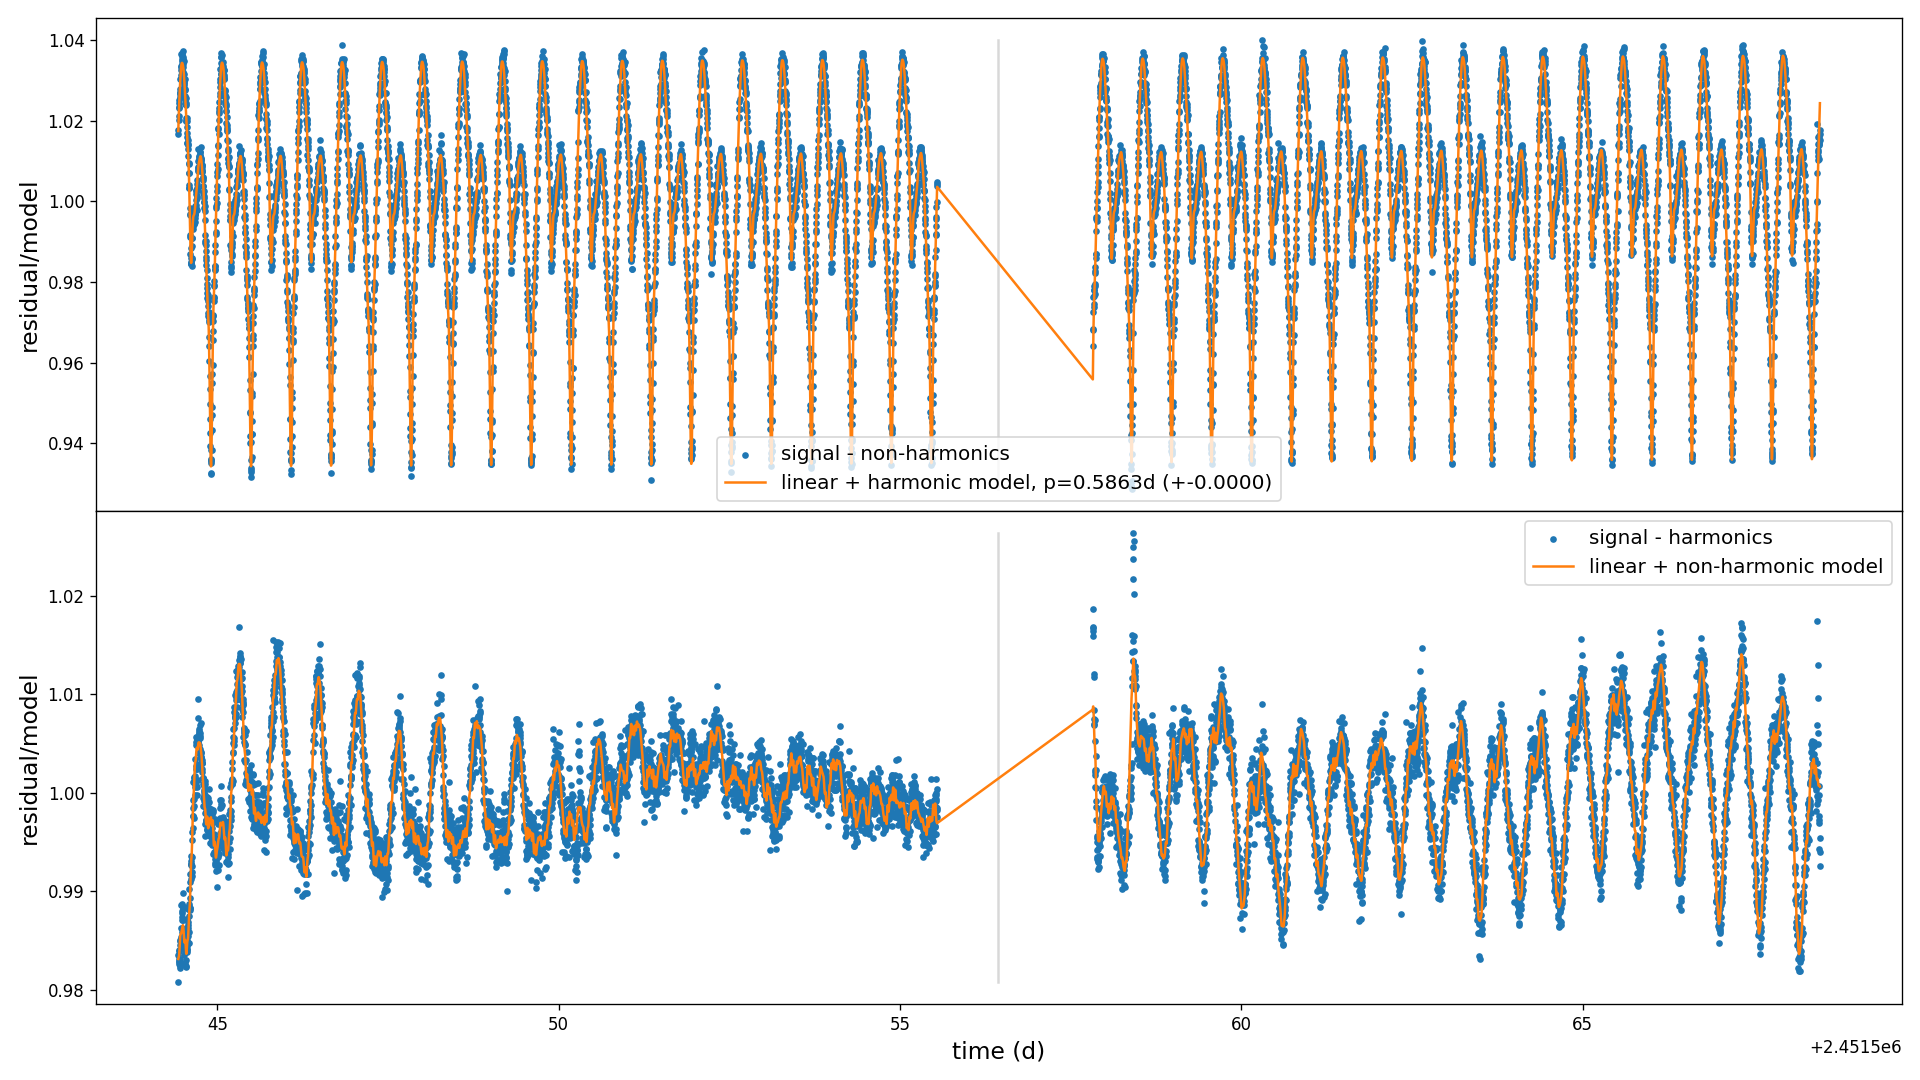 1.04
1.02
1.00
0.98
0.96
0.94
residual/model
signal - non-harmonics
linear + harmonic model, p=0.5863d (+-0.0000)
signal - harmonics
linear + non-harmonic model
1.02
1.01
1.00
0.99
0.98
residual/model
45 50 55 60 65
time (d)
+2.4515e6